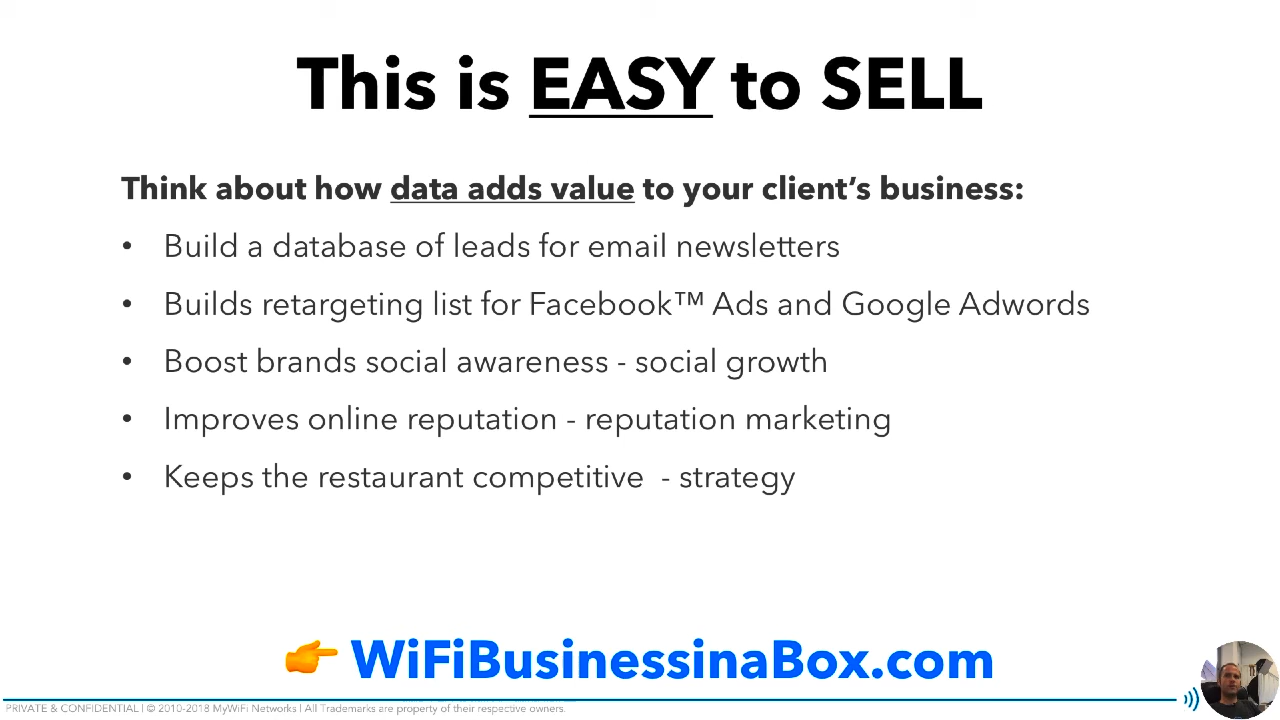 This is EASY to SELL
Think about how data adds value to your client’s business:
• Build a database of leads for email newsletters
• Builds retargeting list for Facebook™ Ads and Google Adwords
• Boost brands social awareness - social growth
• Improves online reputation - reputation marketing
• Keeps the restaurant competitive  - strategy
👉 WiFiBusinessinaBox.com
PRIVATE & CONFIDENTIAL | © 2010-2018 MyWiFi Networks | All Trademarks are property of their respective owners.